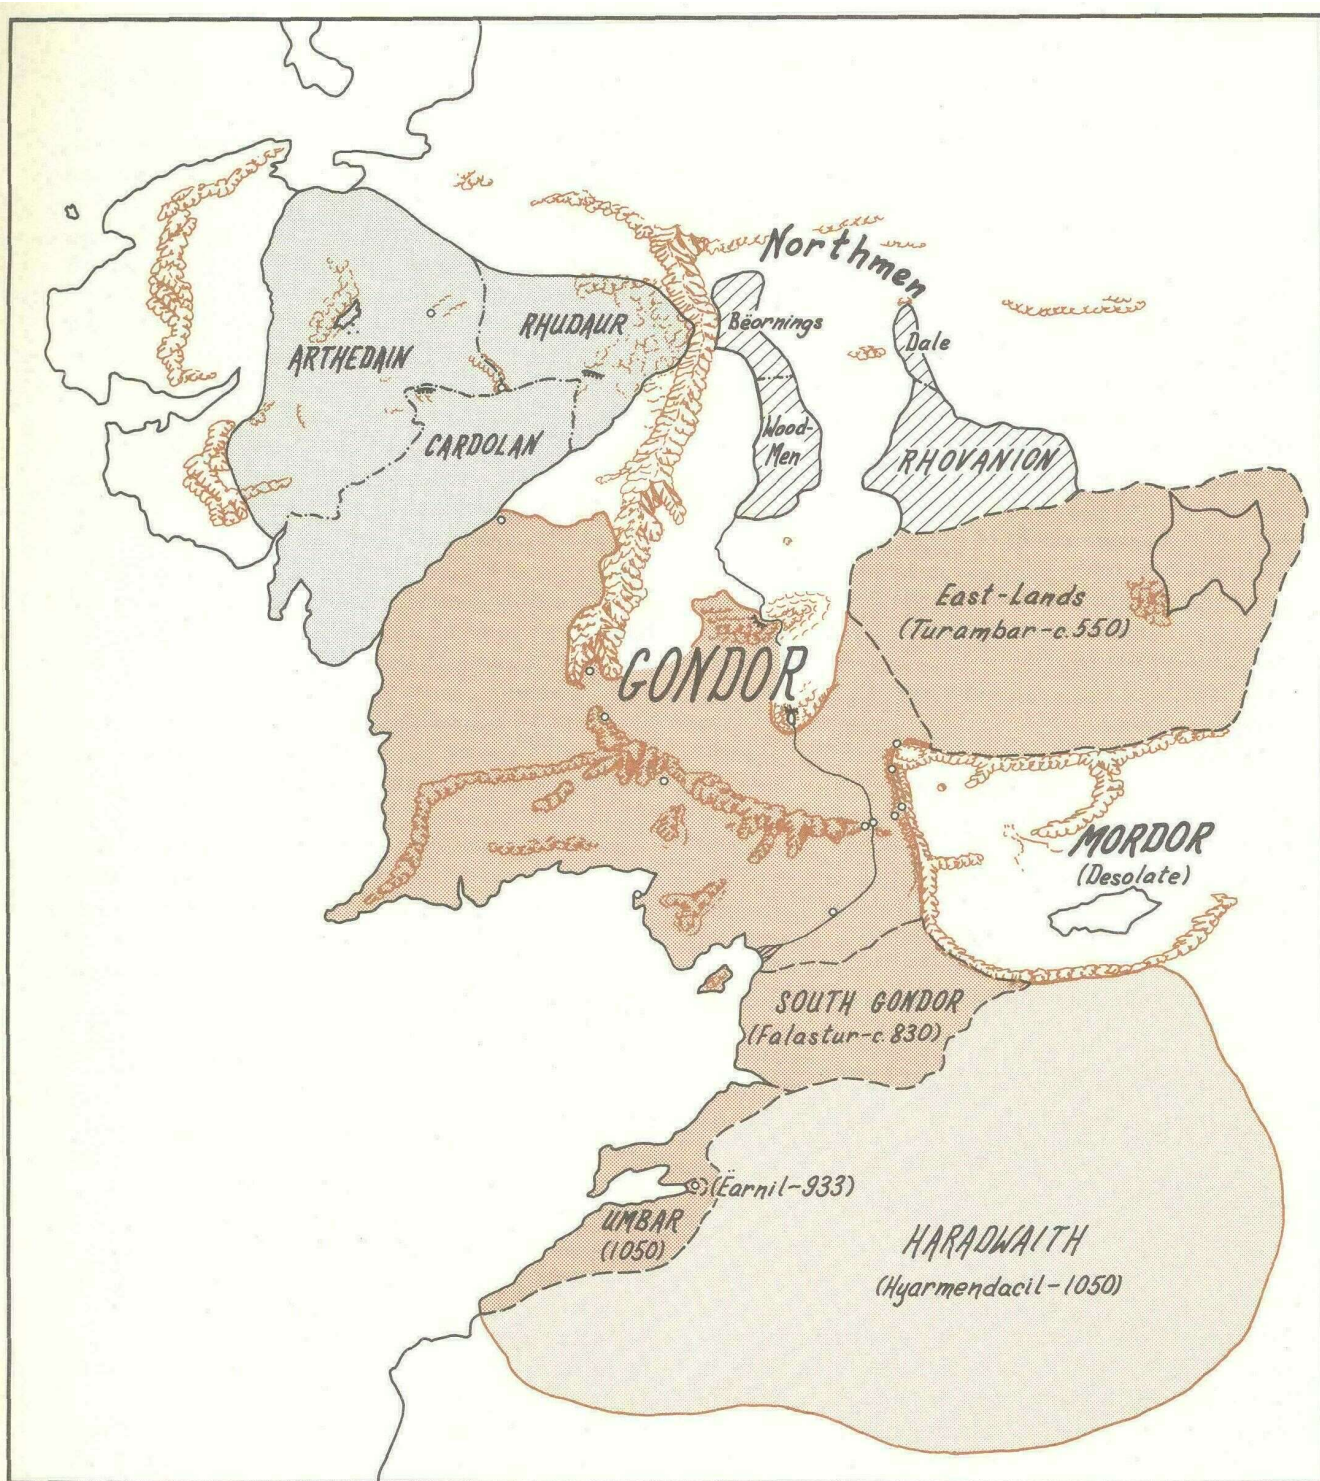 Northmen
Bëornings
RHUDAUR
Dale
ARTHEDAIN
Wood-
Men
CARDOLAN
RHOVANION
East-Lands
(Turambar-c.550)
GONDOR
MORDOR
(Desolate)
SOUTH GONDOR
(Falastur-c.830)
(Ëarnil-933)
UMBAR
(1050)
HARADWAITH
(Hyarmendacil-1050)